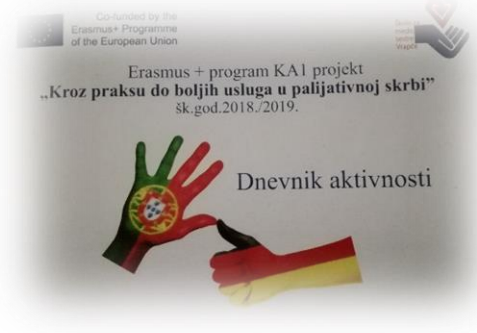 Co-funded by the
Erasmus+ Programme
of the European Union
Erasmus + program KA1 projekt
„Kroz praksu do boljih usluga u palijativnoj skrbi”
šk.god.2018./2019.
Dnevnik aktivnosti